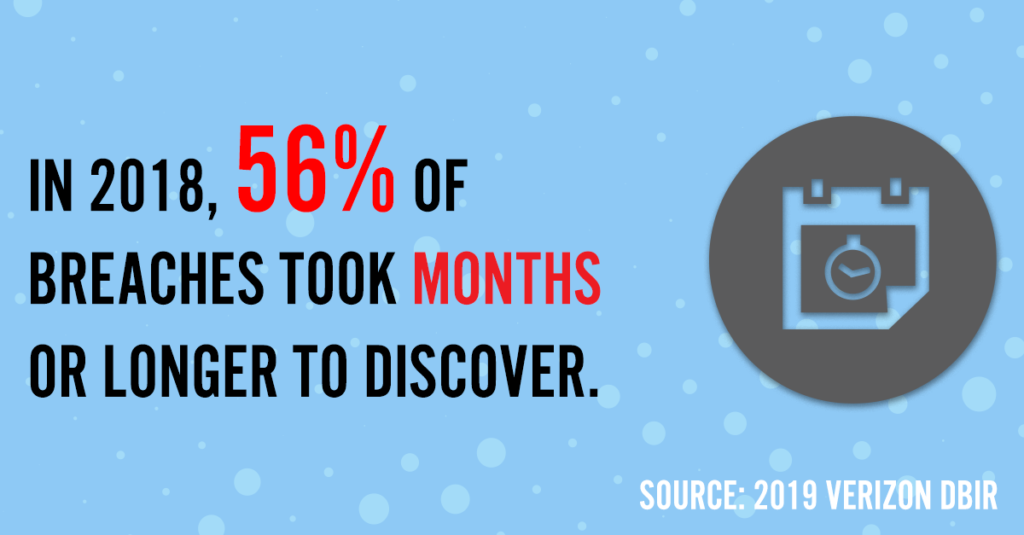 IN 2018, 56% OF
BREACHES TOOK MONTHS
OR LONGER TO DISCOVER.
SOURCE: 2019 VERIZON DBIR